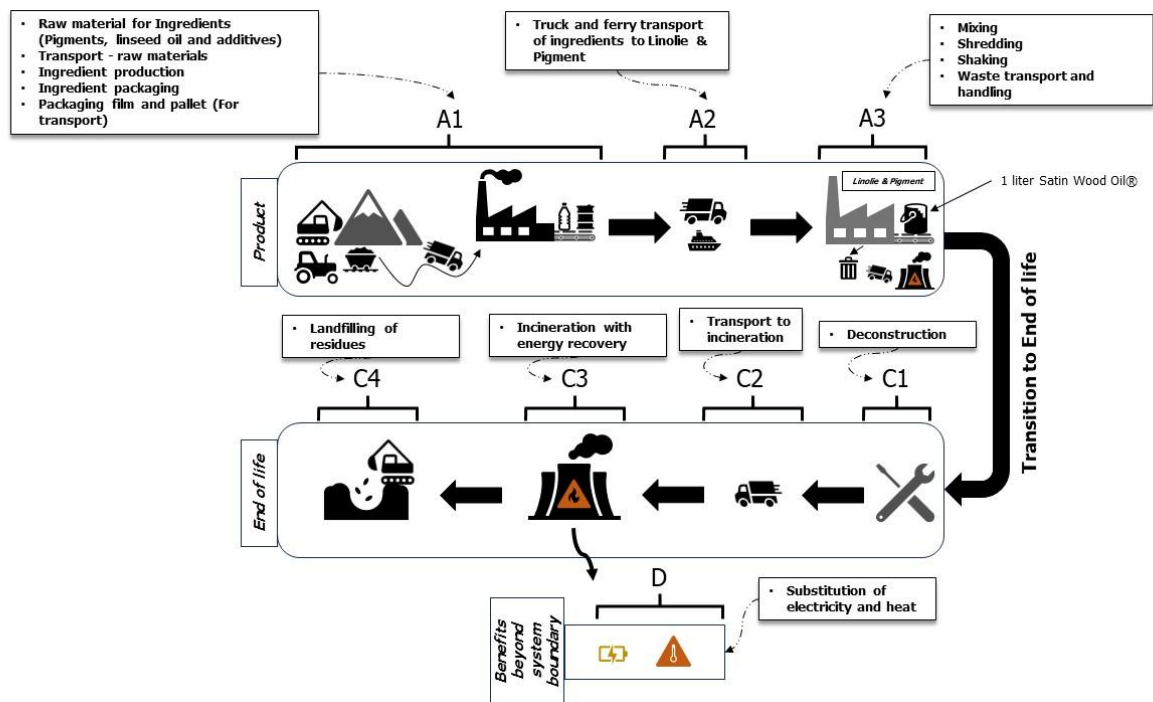 • Raw material for Ingredients
(Pigments, linseed oil and additives)
• Transport - raw materials
• Ingredient production
• Ingredient packaging
• Packaging film and pallet (For
transport)
• Truck and ferry transport
of ingredients to Linolie &
Pigment
• Mixing
• Shredding
• Shaking
• Waste transport and
handling
A1
A2
A3
Product
Linolie & Pigment
1 liter Satin Wood Oil®
Transition to End of life
• Landfilling of
residues
• Incineration with
energy recovery
• Transport to
incineration
• Deconstruction
C4
C3
C2
C1
End of life
D
• Substitution of
electricity and heat
Benefits
beyond
system
boundary